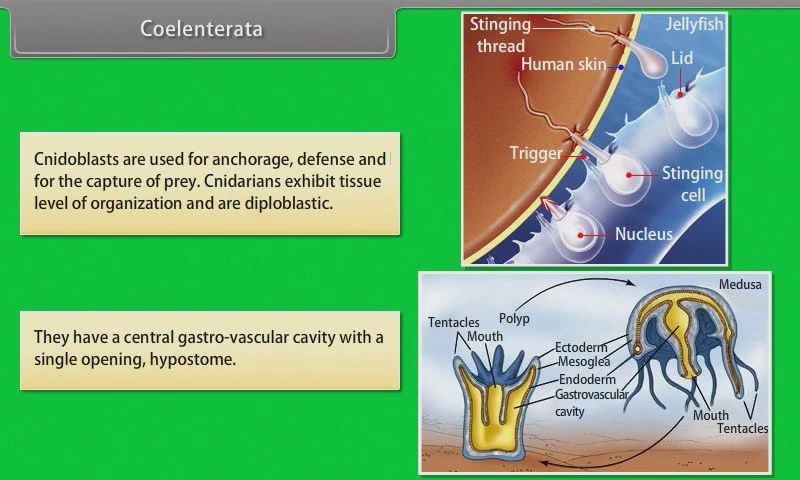 Coelenterata
Cnidoblasts are used for anchorage, defense and
for the capture of prey. Cnidarians exhibit tissue
level of organization and are diploblastic.
They have a central gastro-vascular cavity with a
single opening, hypostome.
Stinging
thread
Jellyfish
Human skin
Lid
Trigger
Stinging
cell
Nucleus
Medusa
Polyp
Tentacles
Mouth
Ectoderm
Mesoglea
Endoderm
Gastrovascular
cavity
Mouth
Tentacles